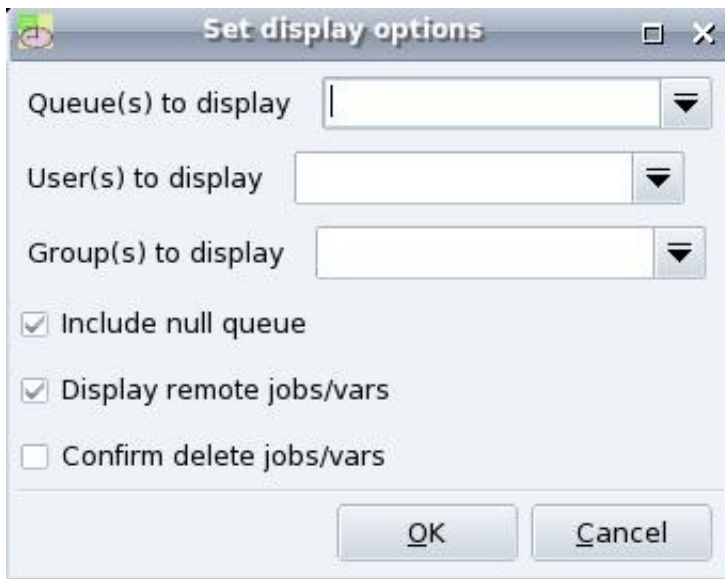 Set display options
Queue(s) to display
User(s) to display
Group(s) to display
Include null queue
Display remote jobs/vars
Confirm delete jobs/vars
OK Cancel